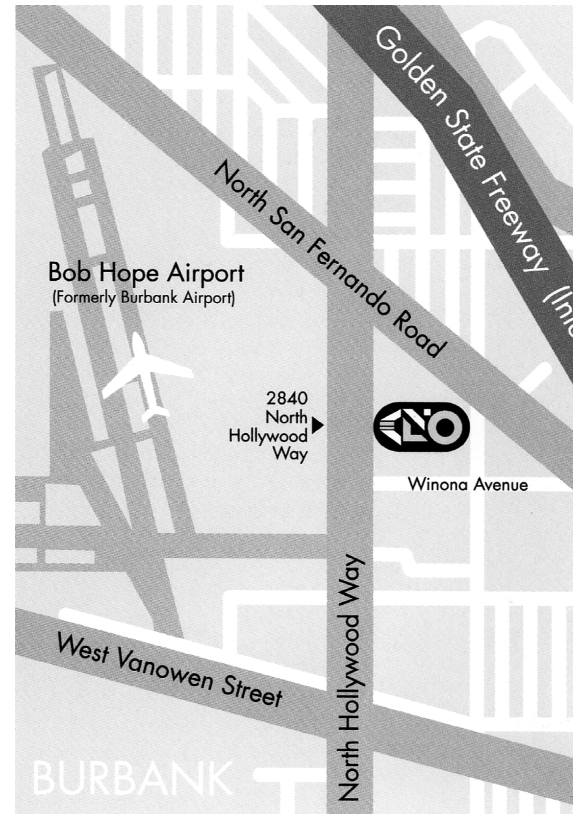 Golden State Freeway (Int
North San Fernando Road
Bob Hope Airport
(Formerly Burbank Airport)
2840
North
Hollywood
Way
Winona Avenue
North Hollywood Way
West Vanowen Street
BURBANK